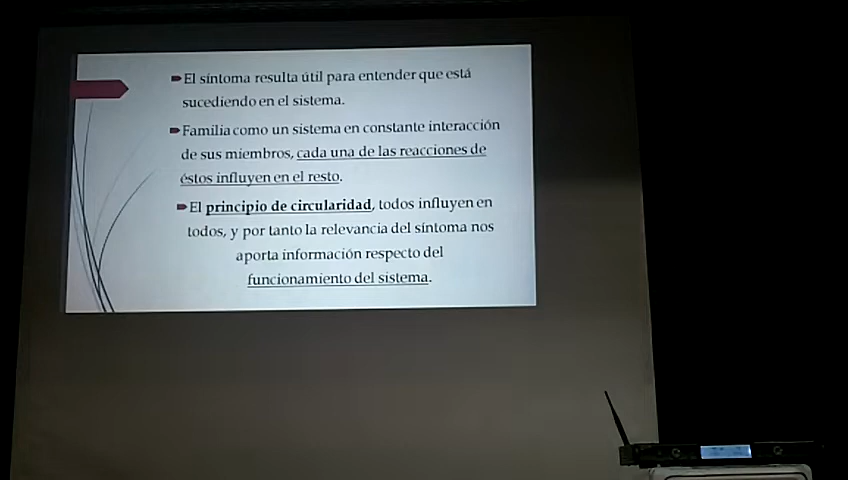 El síntoma resulta útil para entender que está
sucediendo en el sistema.
Familia como un sistema en constante interacción
de sus miembros, cada una de las reacciones de
éstos influyen en el resto.
El principio de circularidad, todos influyen en
todos, y por tanto la relevancia del síntoma nos
aporta información respecto del
funcionamiento del sistema.